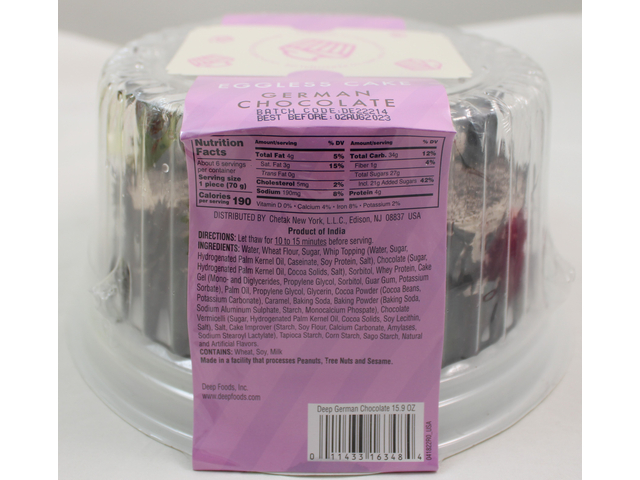 EGGLESS CAKE
GERMAN
CHOCOLATE
BATCH CODE:DE22214
BEST BEFORE:02AUG2023
Nutrition
Facts
About 6 servings
per container
Serving size
1 piece (70 g)
Calories
per serving 190
Amount/serving % DV
Total Fat 4g 5%
Sat. Fat 3g 15%
Trans Fat 0g
Cholesterol 5mg 2%
Sodium 190mg 8%
Amount/serving % DV
Total Carb. 34g 12%
Fiber 1g 4%
Total Sugars 27g
Incl. 21g Added Sugars 42%
Protein 4g
Vitamin D 0% • Calcium 4% • Iron 8% • Potassium 2%
DISTRIBUTED BY Chetak New York, L.L.C., Edison, NJ 08837 USA
Product of India
DIRECTIONS: Let thaw for 10 to 15 minutes before serving.
INGREDIENTS: Water, Wheat Flour, Sugar, Whip Topping (Water, Sugar,
Hydrogenated Palm Kernel Oil, Caseinate, Soy Protein, Salt), Chocolate (Sugar,
Hydrogenated Palm Kernel Oil, Cocoa Solids, Salt), Sorbitol, Whey Protein, Cake
Gel (Mono- and Diglycerides, Propylene Glycol, Sorbitol, Guar Gum, Potassium
Sorbate), Palm Oil, Propylene Glycol, Glycerin, Cocoa Powder (Cocoa Beans,
Potassium Carbonate), Caramel, Baking Soda, Baking Powder (Baking Soda,
Sodium Aluminum Sulphate, Starch, Monocalcium Phosphate), Chocolate
Vermicelli (Sugar, Hydrogenated Palm Kernel Oil, Cocoa Solids, Soy Lecithin,
Salt), Salt, Cake Improver (Starch, Soy Flour, Calcium Carbonate, Amylases,
Sodium Stearoyl Lactylate), Tapioca Starch, Corn Starch, Sago Starch, Natural
and Artificial Flavors.
CONTAINS: Wheat, Soy, Milk
Made in a facility that processes Peanuts, Tree Nuts and Sesame.
Deep Foods, Inc.
www.deepfoods.com
Deep German Chocolate 15.9 OZ
0 11433 16348 4
041822R0_USA